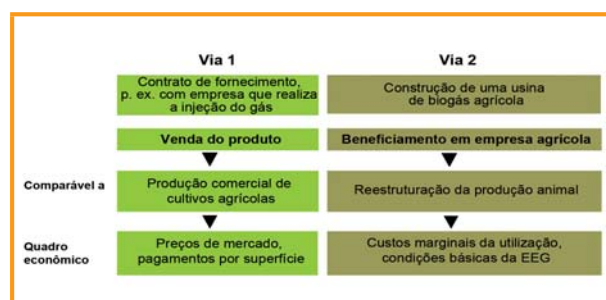 Via 1
Via 2
Contrato de fornecimento,
p. ex. com empresa que realiza
a injeção do gás
Construção de uma usina
de biogás agrícola
Venda do produto
Beneficiamento em empresa agrícola
Comparável a
Produção comercial de
cultivos agrícolas
Reestruturação da produção animal
Quadro
econômico
Preços de mercado,
pagamentos por superfície
Custos marginais da utilização,
condições básicas da EEG